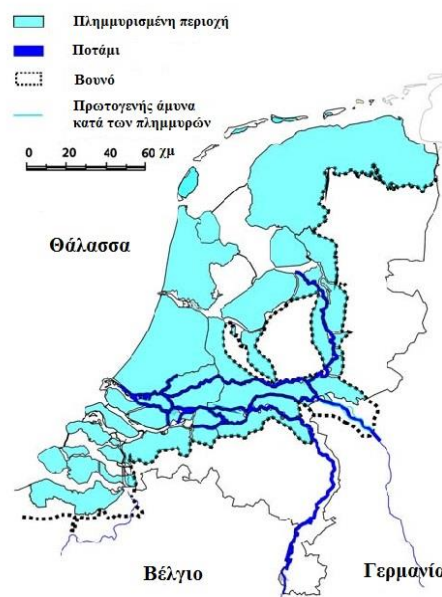 Πλημμυρισμένη περιοχή
Ποτάμι
Βουνό
Πρωτογενής άμυνα
κατά των πλημμυρών
0 20 40 60 χμ
Θάλασσα
Βέλγιο
Γερμανία